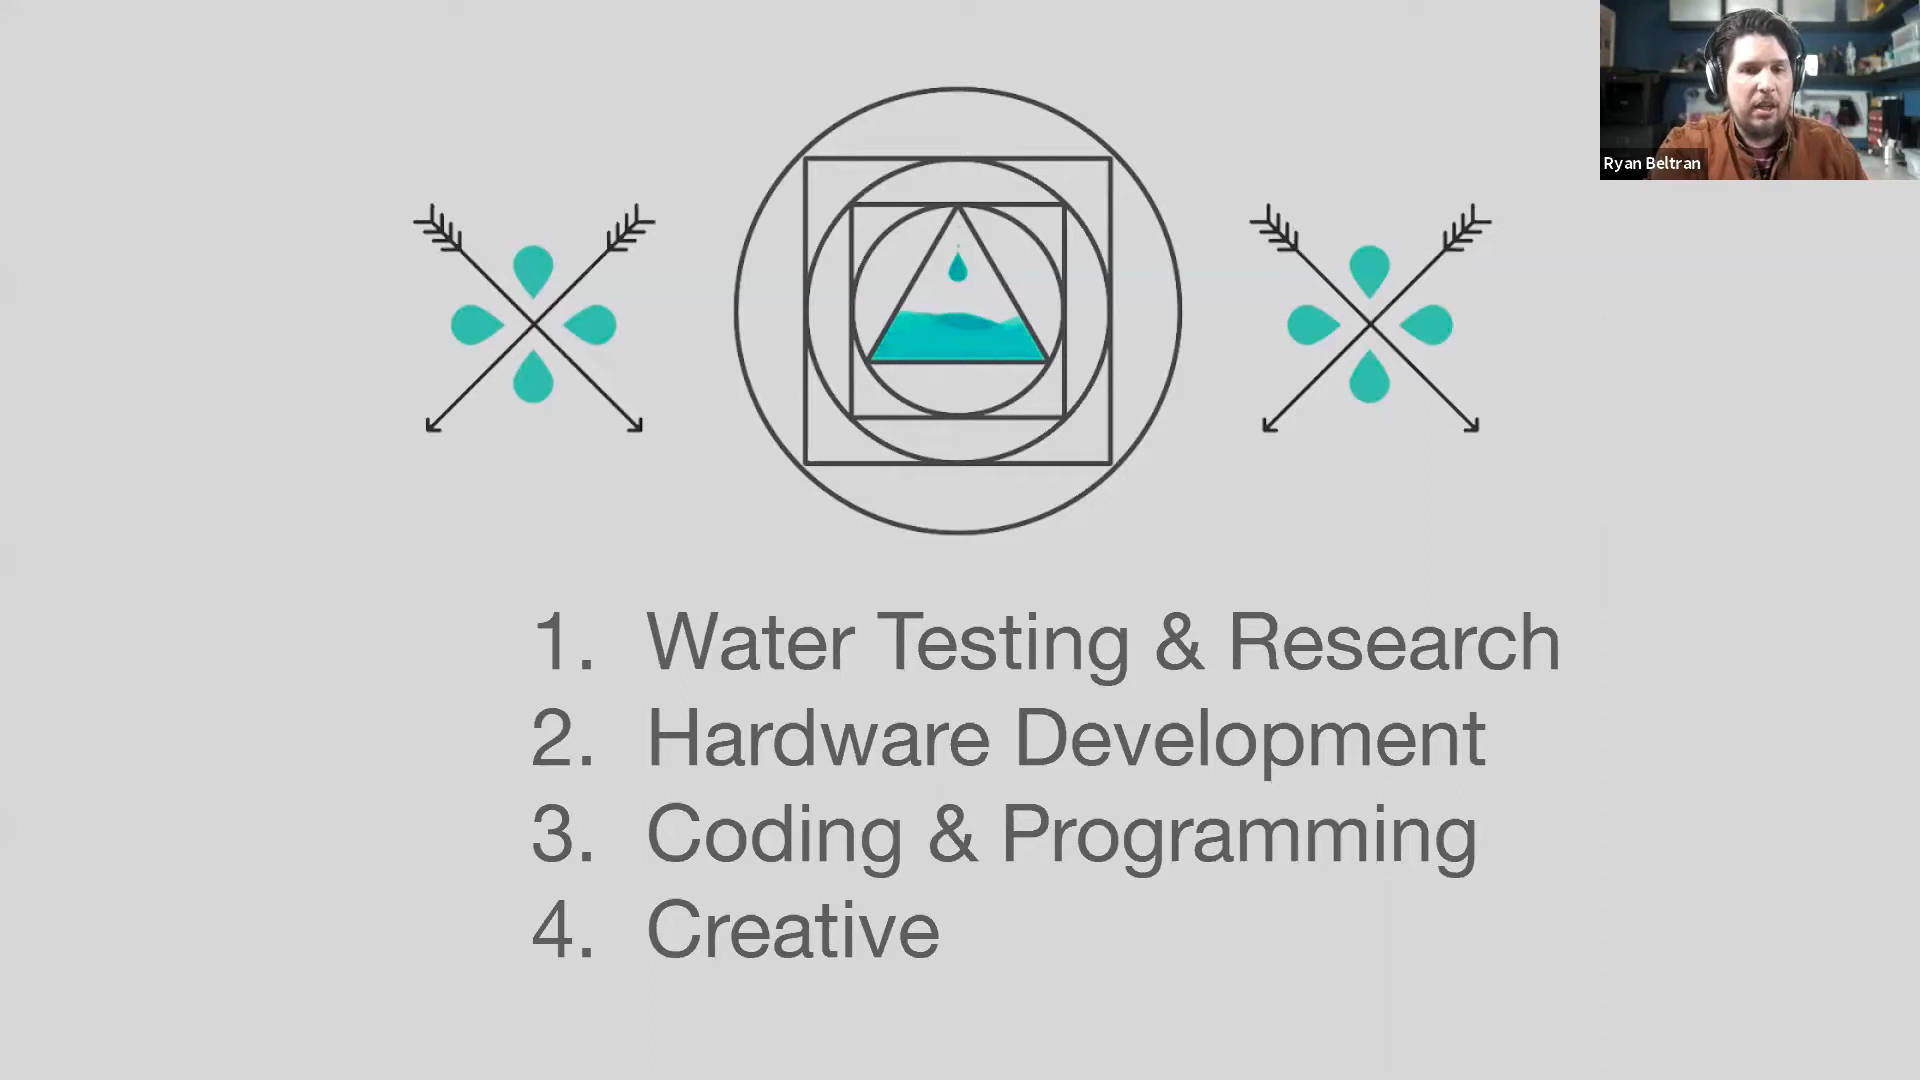 Ryan Beltran
1. Water Testing & Research
2. Hardware Development
3. Coding & Programming
4. Creative